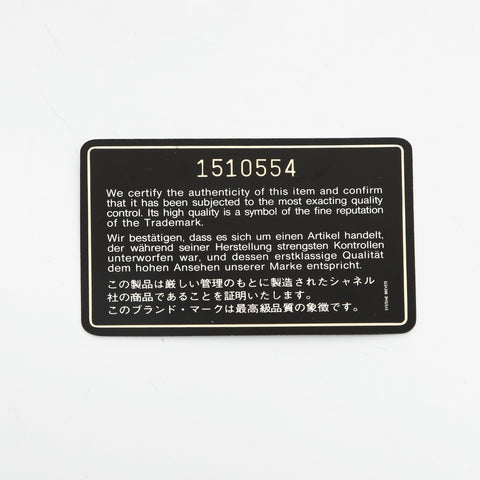 1510554
We certify the authenticity of this item and confirm
that it has been subjected to the most exacting quality
control. Its high quality is a symbol of the fine reputation
of the Trademark.
Wir bestätigen, dass es sich um einen Artikel handelt,
der während seiner Herstellung strengsten Kontrollen
unterworfen war, und dessen erstklassige Qualität
dem hohen Ansehen unserer Marke entspricht.
この製品は厳しい管理のもとに製造されたシャネル
社の商品であることを証明いたします。
このブランド・マークは最高級品質の象徴です。